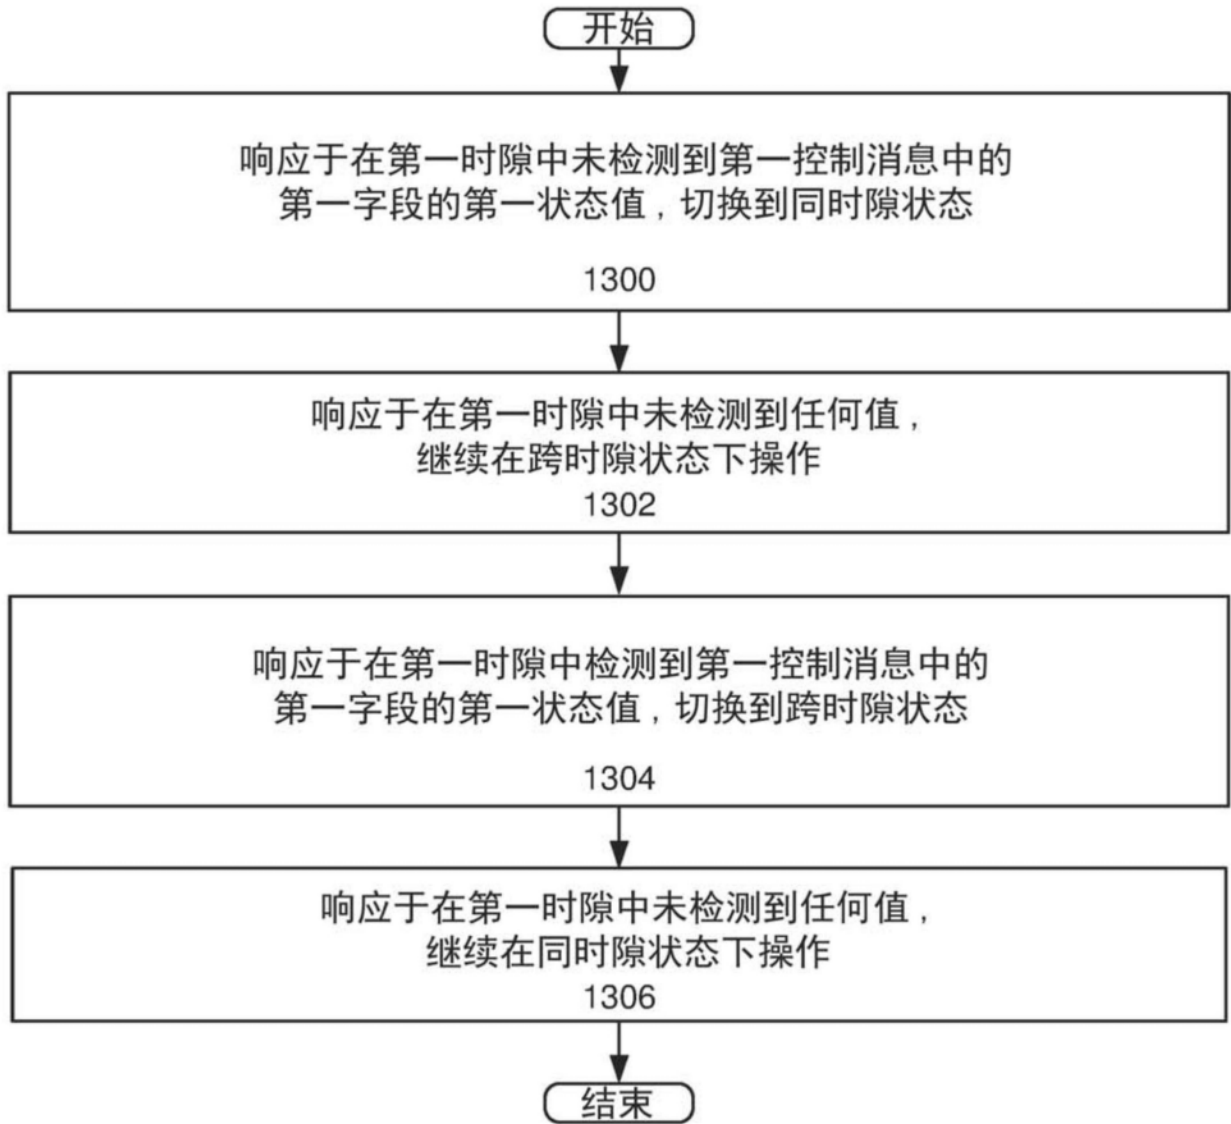 开始
响应于在第一时隙中未检测到第一控制消息中的
第一字段的第一状态值，切换到同时隙状态
1300
响应于在第一时隙中未检测到任何值，
继续在跨时隙状态下操作
1302
响应于在第一时隙中检测到第一控制消息中的
第一字段的第一状态值，切换到跨时隙状态
1304
响应于在第一时隙中未检测到任何值，
继续在同时隙状态下操作
1306
结束